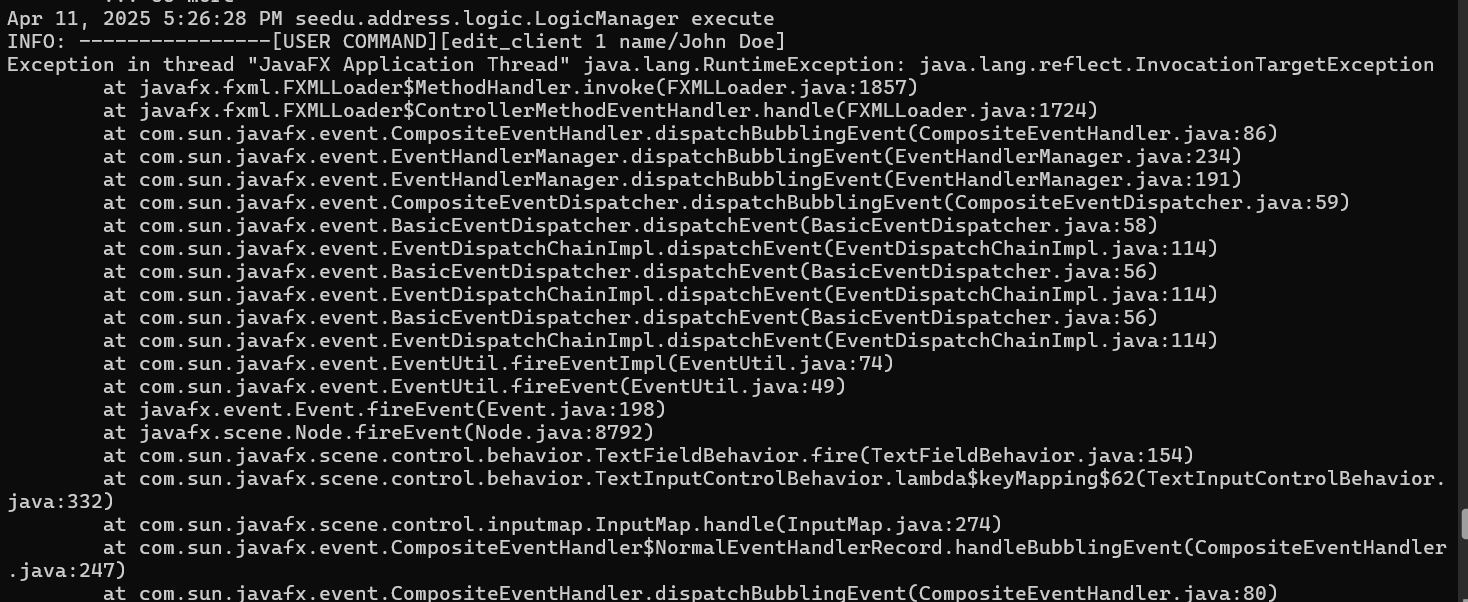 ... 66 more
Apr 11, 2025 5:26:28 PM seedu.address.logic.LogicManager execute
INFO: ----------------[USER COMMAND][edit_client 1 name/John Doe]
Exception in thread "JavaFX Application Thread" java.lang.RuntimeException: java.lang.reflect.InvocationTargetException
        at javafx.fxml.FXMLLoader$MethodHandler.invoke(FXMLLoader.java:1857)
        at javafx.fxml.FXMLLoader$ControllerMethodEventHandler.handle(FXMLLoader.java:1724)
        at com.sun.javafx.event.CompositeEventHandler.dispatchBubblingEvent(CompositeEventHandler.java:86)
        at com.sun.javafx.event.EventHandlerManager.dispatchBubblingEvent(EventHandlerManager.java:234)
        at com.sun.javafx.event.EventHandlerManager.dispatchBubblingEvent(EventHandlerManager.java:191)
        at com.sun.javafx.event.CompositeEventDispatcher.dispatchBubblingEvent(CompositeEventDispatcher.java:59)
        at com.sun.javafx.event.BasicEventDispatcher.dispatchEvent(BasicEventDispatcher.java:58)
        at com.sun.javafx.event.EventDispatchChainImpl.dispatchEvent(EventDispatchChainImpl.java:114)
        at com.sun.javafx.event.BasicEventDispatcher.dispatchEvent(BasicEventDispatcher.java:56)
        at com.sun.javafx.event.EventDispatchChainImpl.dispatchEvent(EventDispatchChainImpl.java:114)
        at com.sun.javafx.event.BasicEventDispatcher.dispatchEvent(BasicEventDispatcher.java:56)
        at com.sun.javafx.event.EventDispatchChainImpl.dispatchEvent(EventDispatchChainImpl.java:114)
        at com.sun.javafx.event.EventUtil.fireEventImpl(EventUtil.java:74)
        at com.sun.javafx.event.EventUtil.fireEvent(EventUtil.java:49)
        at javafx.event.Event.fireEvent(Event.java:198)
        at javafx.scene.Node.fireEvent(Node.java:8792)
        at com.sun.javafx.scene.control.behavior.TextFieldBehavior.fire(TextFieldBehavior.java:154)
        at com.sun.javafx.scene.control.behavior.TextInputControlBehavior.lambda$keyMapping$62(TextInputControlBehavior.
java:332)
        at com.sun.javafx.scene.control.inputmap.InputMap.handle(InputMap.java:274)
        at com.sun.javafx.event.CompositeEventHandler$NormalEventHandlerRecord.handleBubblingEvent(CompositeEventHandler
.java:247)
        at com.sun.javafx.event.CompositeEventHandler.dispatchBubblingEvent(CompositeEventHandler.java:80)